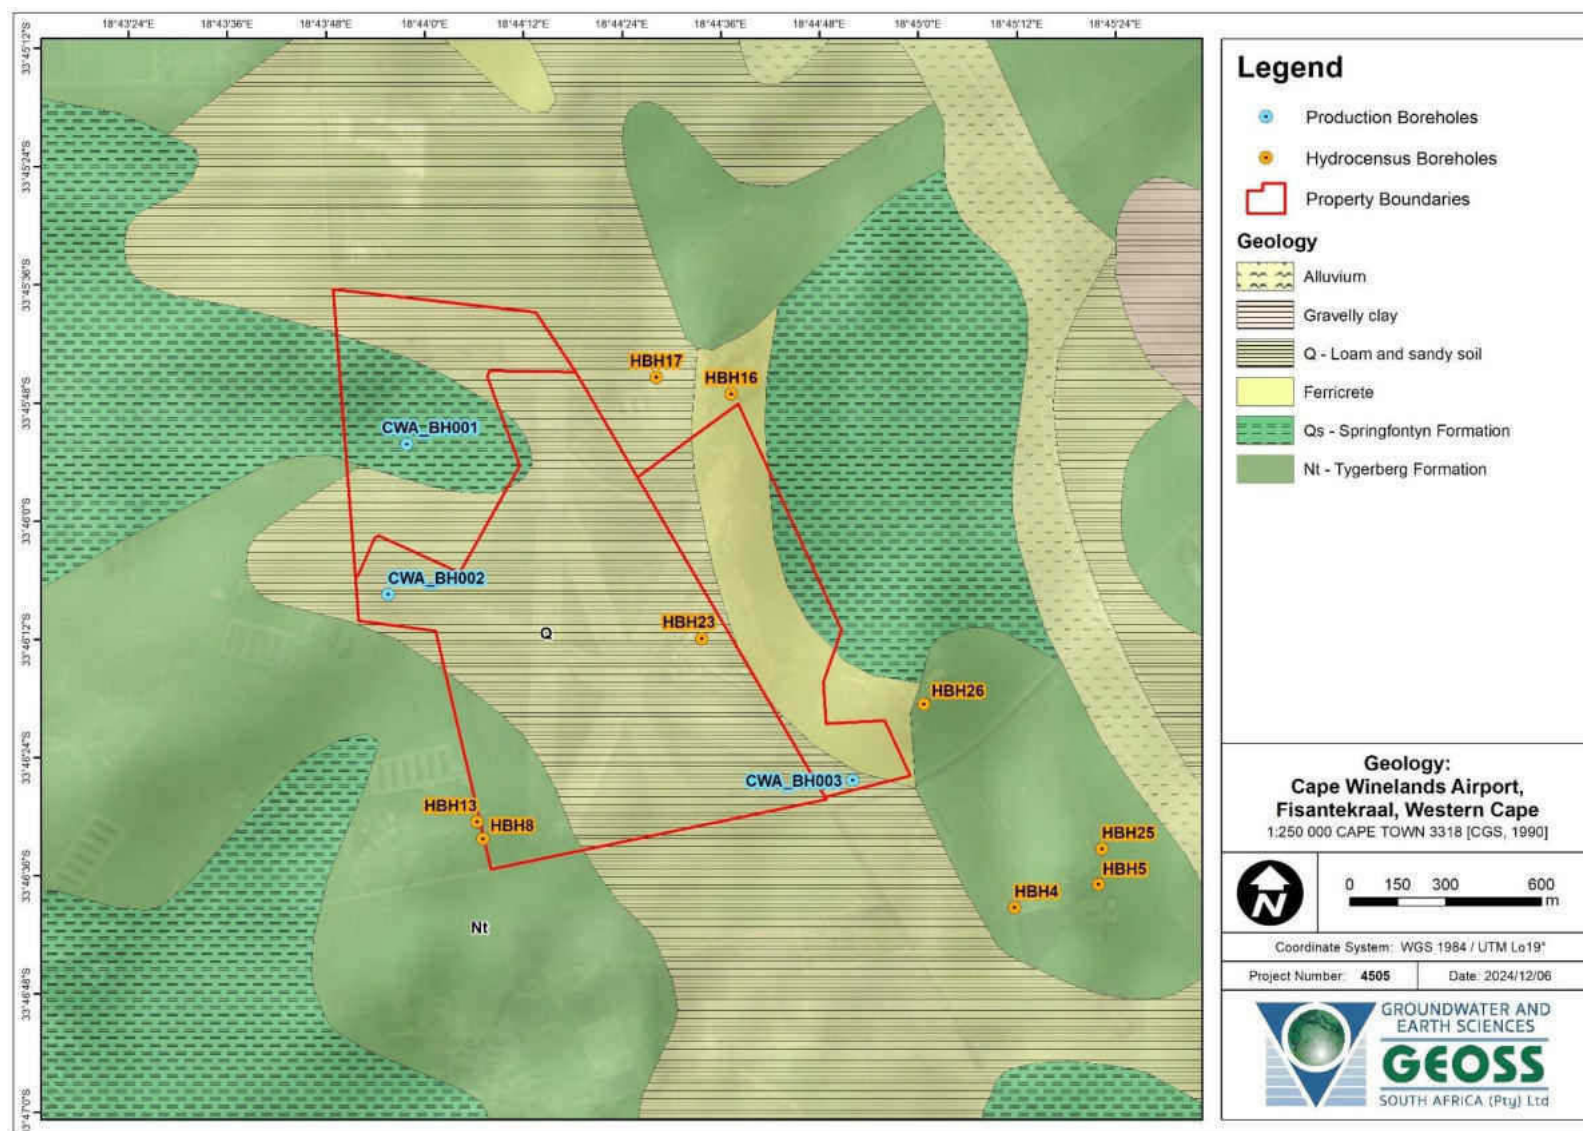 18°43'24"E
18°43'36"E
18°43'48"E
18°44'0"E
18°44'12"E
18°44'24"E
18°44'36"E
18°44'48"E
18°45'0"E
18°45'12"E
18°45'24"E
33°45'12"S
33°45'24"S
33°45'36"S
33°45'48"S
33°46'0"S
33°46'12"S
33°46'24"S
33°46'36"S
33°46'48"S
HBH17
HBH16
CWA_BH001
CWA_BH002
HBH23
Q
HBH26
CWA_BH003
HBH13
HBH8
HBH25
HBH5
HBH4
Nt
Legend
Production Boreholes
Hydrocensus Boreholes
Property Boundaries
Geology
Alluvium
Gravelly clay
Q - Loam and sandy soil
Ferricrete
Qs - Springfontyn Formation
Nt - Tygerberg Formation
Geology:
Cape Winelands Airport,
Fisantekraal, Western Cape
1:250 000 CAPE TOWN 3318 [CGS, 1990]
N
0 150 300 600
m
Coordinate System: WGS 1984 / UTM Lo19°
Project Number: 4505 Date: 2024/12/06
GROUNDWATER AND
EARTH SCIENCES
GEOSS
SOUTH AFRICA (Pty) Ltd